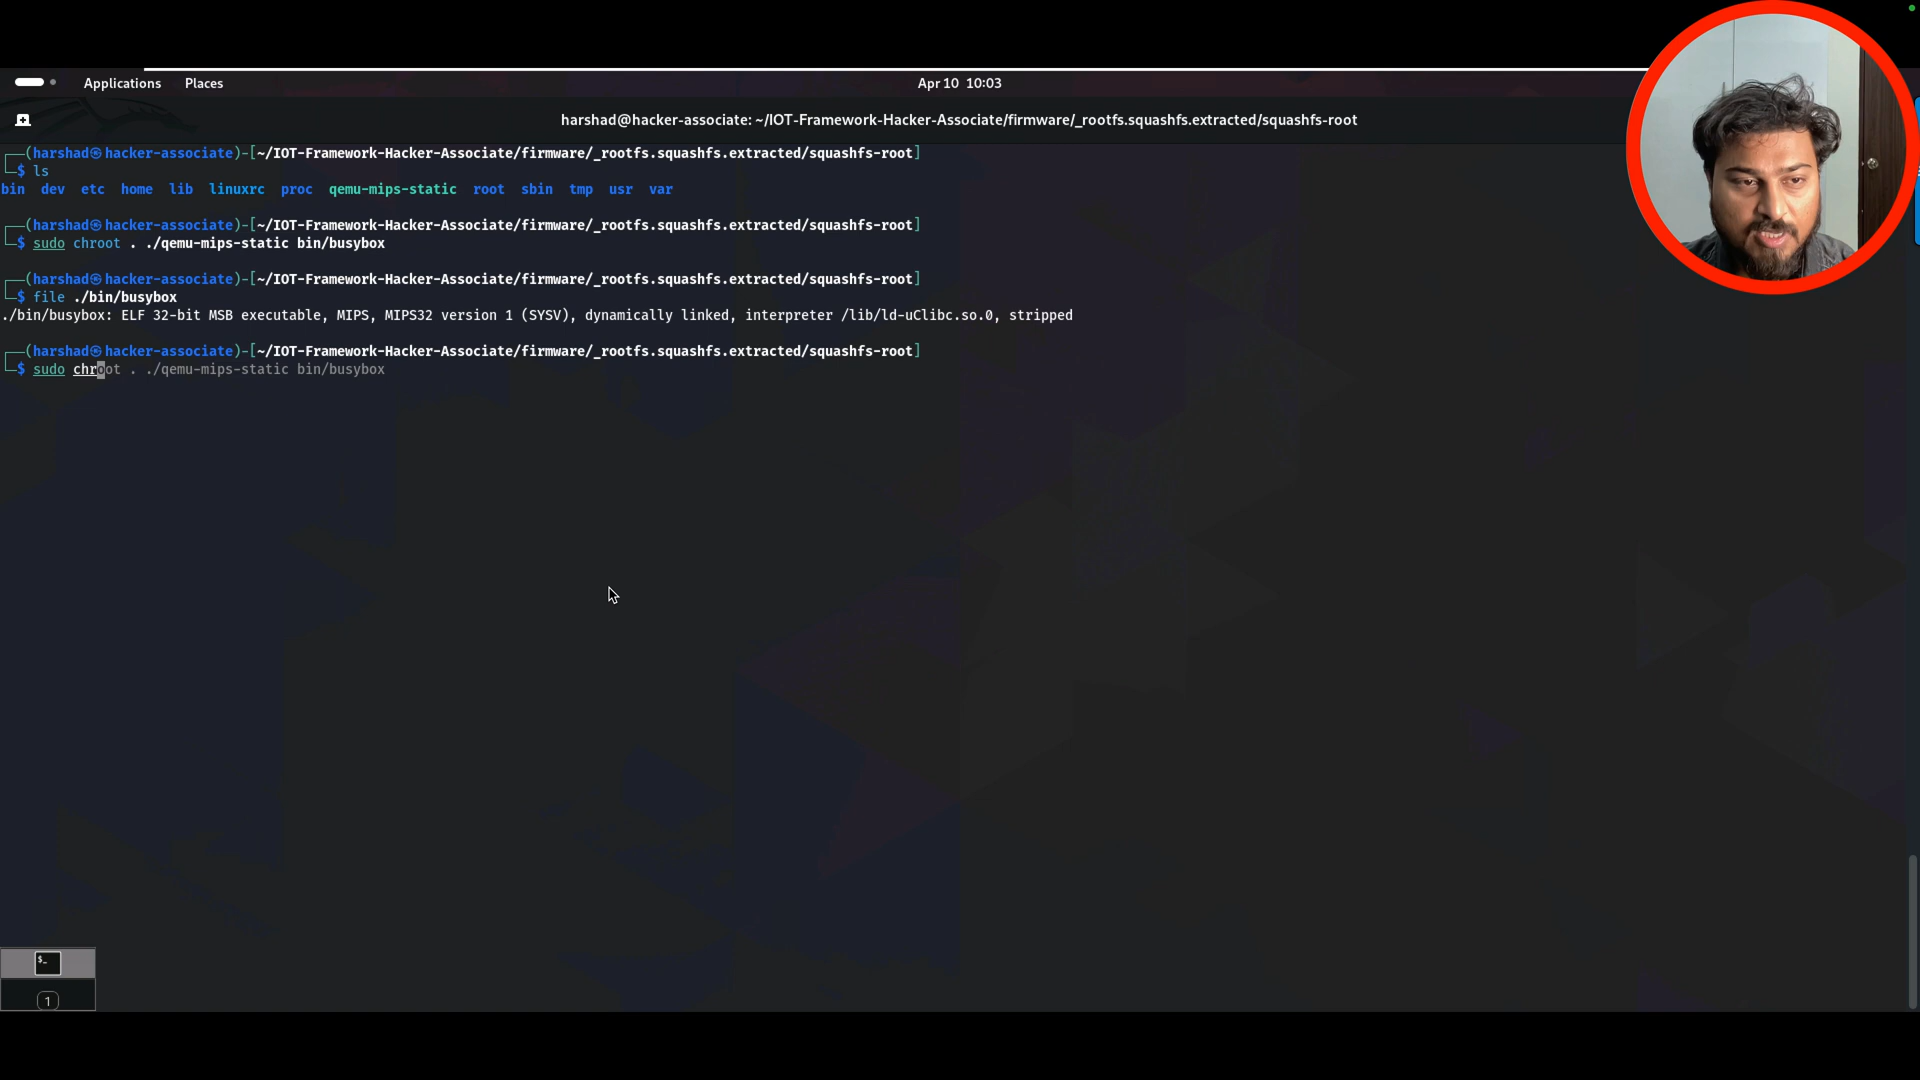 Applications Places Apr 10 10:03
harshad@hacker-associate: ~/IOT-Framework-Hacker-Associate/firmware/_rootfs.squashfs.extracted/squashfs-root
┌──(harshad㉿hacker-associate)-[~/IOT-Framework-Hacker-Associate/firmware/_rootfs.squashfs.extracted/squashfs-root]
└─$ ls
bin dev etc home lib linuxrc proc qemu-mips-static root sbin tmp usr var
┌──(harshad㉿hacker-associate)-[~/IOT-Framework-Hacker-Associate/firmware/_rootfs.squashfs.extracted/squashfs-root]
└─$ sudo chroot . ./qemu-mips-static bin/busybox
┌──(harshad㉿hacker-associate)-[~/IOT-Framework-Hacker-Associate/firmware/_rootfs.squashfs.extracted/squashfs-root]
└─$ file ./bin/busybox
./bin/busybox: ELF 32-bit MSB executable, MIPS, MIPS32 version 1 (SYSV), dynamically linked, interpreter /lib/ld-uClibc.so.0, stripped
┌──(harshad㉿hacker-associate)-[~/IOT-Framework-Hacker-Associate/firmware/_rootfs.squashfs.extracted/squashfs-root]
└─$ sudo chroot . ./qemu-mips-static bin/busybox
$_
1